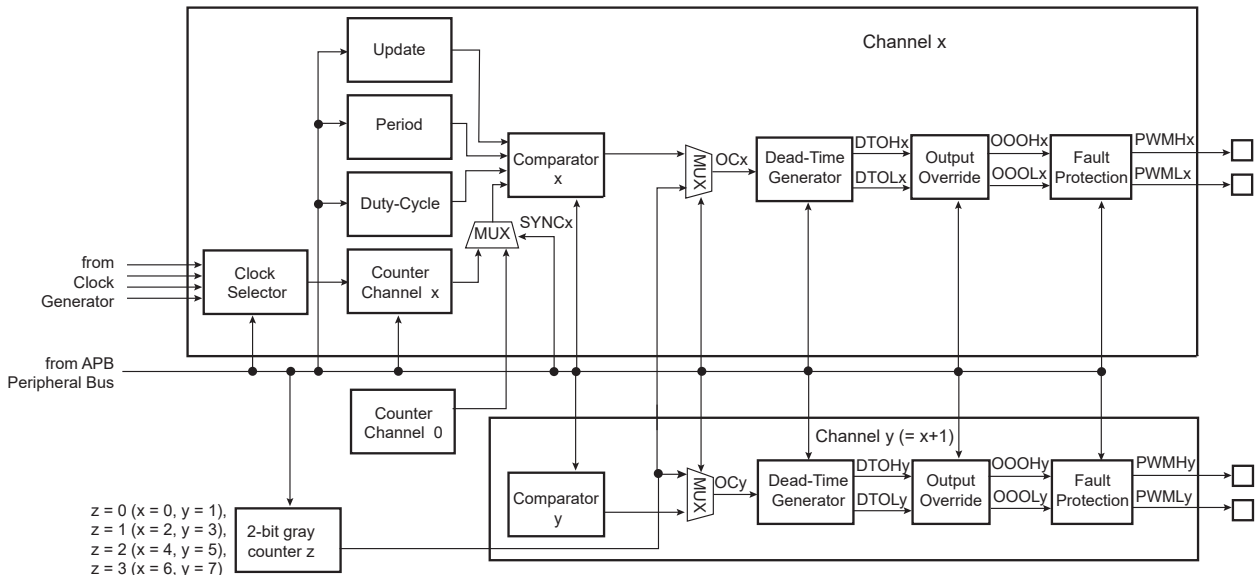 Channel x
Update
Period
Duty-Cycle
Comparator
x
MUX
SYNCx
from
Clock
Generator
Clock
Selector
Counter
Channel x
MUX
OCx
Dead-Time
Generator
DTOHx
DTOLx
Output
Override
OOOHx
OOOLx
Fault
Protection
PWMHx
PWMLx
from APB
Peripheral Bus
Counter
Channel 0
Channel y (= x+1)
Comparator
y
MUX
OCy
Dead-Time
Generator
DTOHy
DTOLy
Output
Override
OOOHy
OOOLy
Fault
Protection
PWMHy
PWMLy
z = 0 (x = 0, y = 1),
z = 1 (x = 2, y = 3),
z = 2 (x = 4, y = 5),
z = 3 (x = 6, y = 7)
2-bit gray
counter z